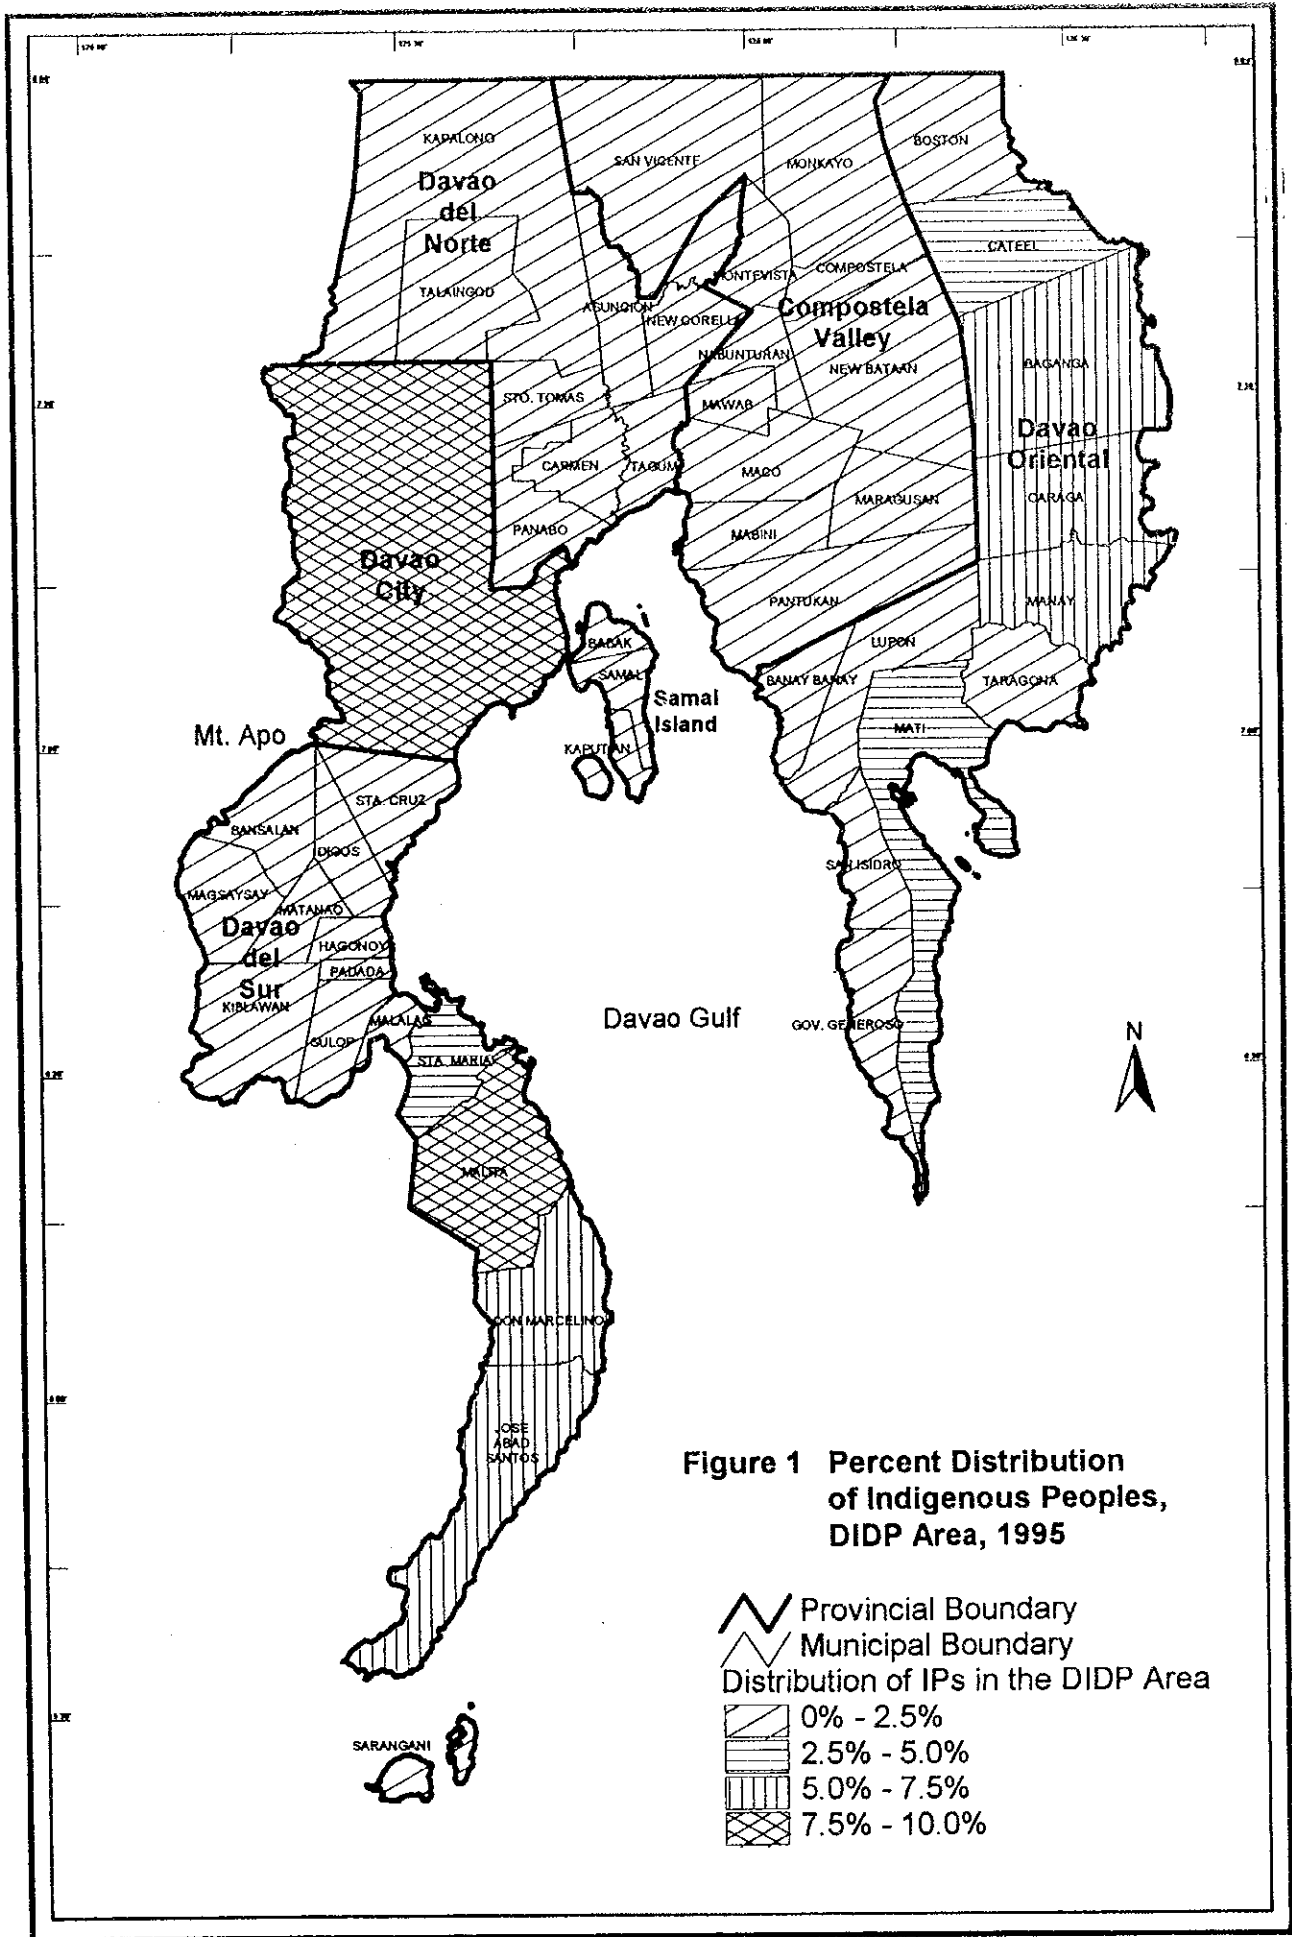 KAPALONG
SAN VICENTE
MONKAYO
BOSTON
Davao
del
Norte
CATEEL
TALAINGOD
ASUNCION
NEW CORELLA
MONTEVISTA
COMPOSTELA
Compostela
Valley
NABUNTURAN
NEW BATAAN
BAGANGA
STO. TOMAS
MAWAB
Davao
Oriental
CARMEN
TAGUM
MACO
MARAGUSAN
CARAGA
PANABO
MABINI
Davao
City
PANTUKAN
MANAY
BABAK
SAMAL
LUPON
BANAY BANAY
TARAGONA
Samal
Island
MATI
Mt. Apo
KAPUTIAN
STA. CRUZ
BANSALAN
DIGOS
SAN ISIDRO
MAGSAYSAY
MATANAO
Davao
del
Sur
HAGONOY
PADADA
KIBLAWAN
MALALAG
SULOP
Davao Gulf
GOV. GENEROSO
N
STA. MARIA
MALITA
DON MARCELINO
JOSE
ABAD
SANTOS
SARANGANI
Figure 1 Percent Distribution
of Indigenous Peoples,
DIDP Area, 1995
Provincial Boundary
Municipal Boundary
Distribution of IPs in the DIDP Area
0% - 2.5%
2.5% - 5.0%
5.0% - 7.5%
7.5% - 10.0%